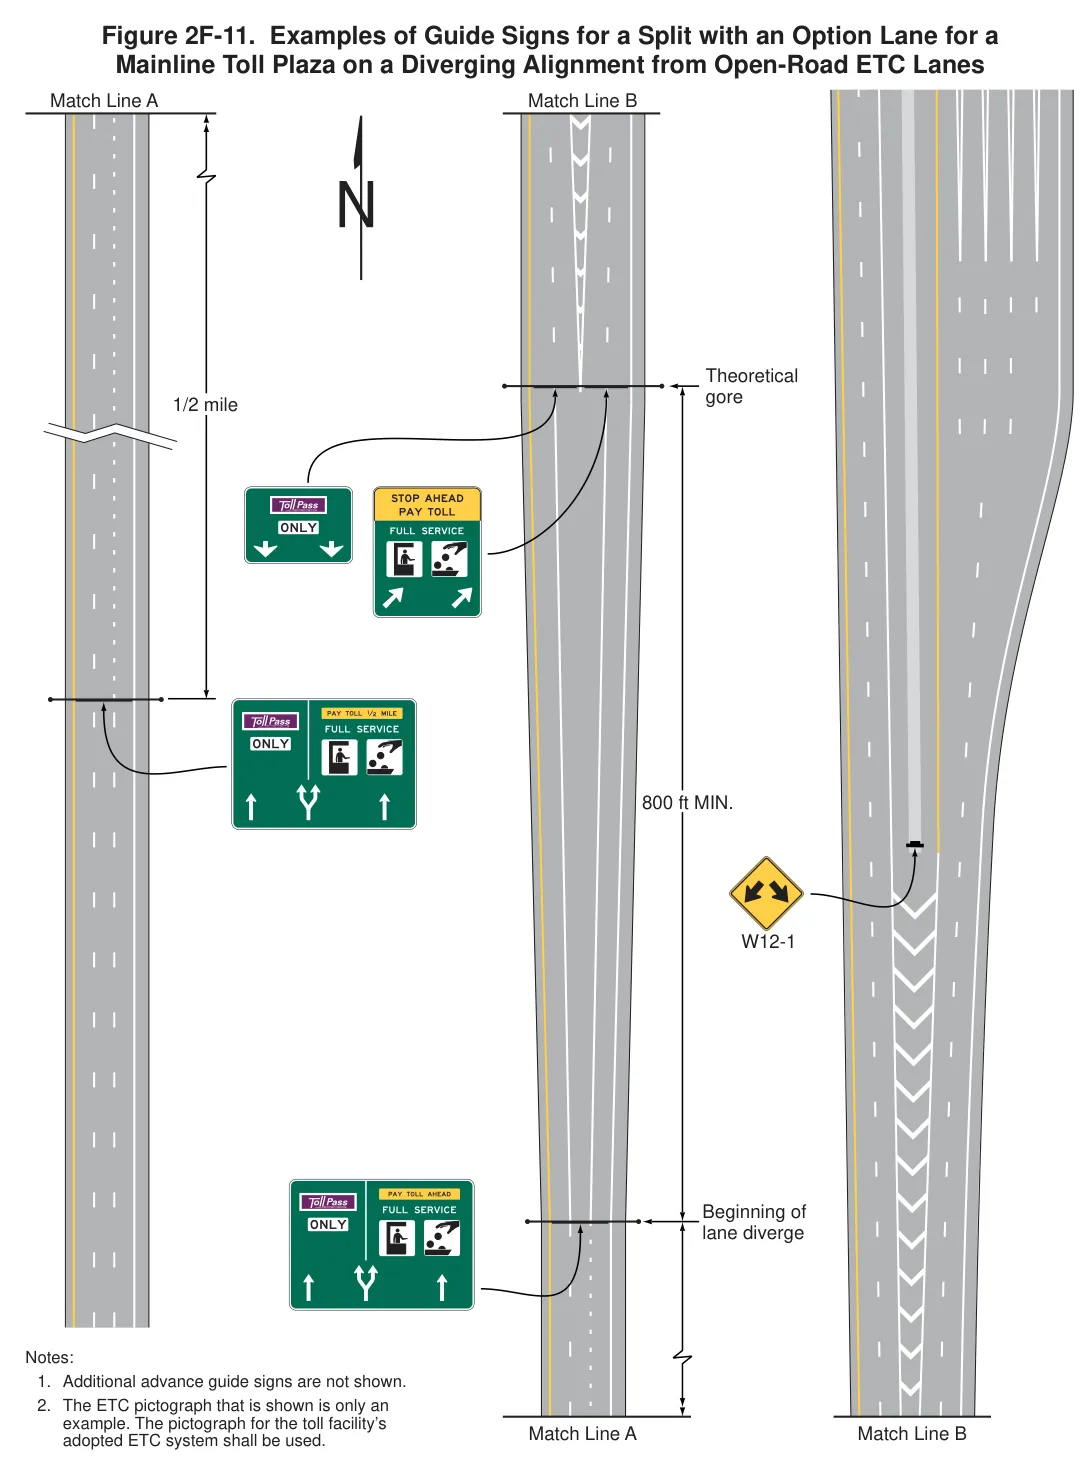 Figure 2F-11.  Examples of Guide Signs for a Split with an Option Lane for a
Mainline Toll Plaza on a Diverging Alignment from Open-Road ETC Lanes
Match Line A
Match Line B
N
1/2 mile
Theoretical
gore
Toll Pass
ONLY
STOP AHEAD
PAY TOLL
FULL SERVICE
Toll Pass
ONLY
PAY TOLL 1/2 MILE
FULL SERVICE
800 ft MIN.
W12-1
Toll Pass
ONLY
PAY TOLL AHEAD
FULL SERVICE
Beginning of
lane diverge
Notes:
1. Additional advance guide signs are not shown.
2. The ETC pictograph that is shown is only an
example. The pictograph for the toll facility’s
adopted ETC system shall be used.
Match Line A
Match Line B